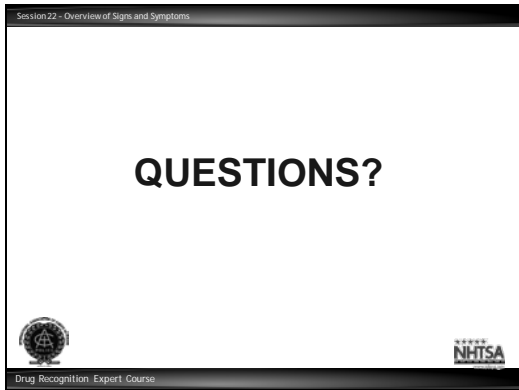 Session 22 - Overview of Signs and Symptoms
QUESTIONS?
NHTSA
Drug Recognition Expert Course